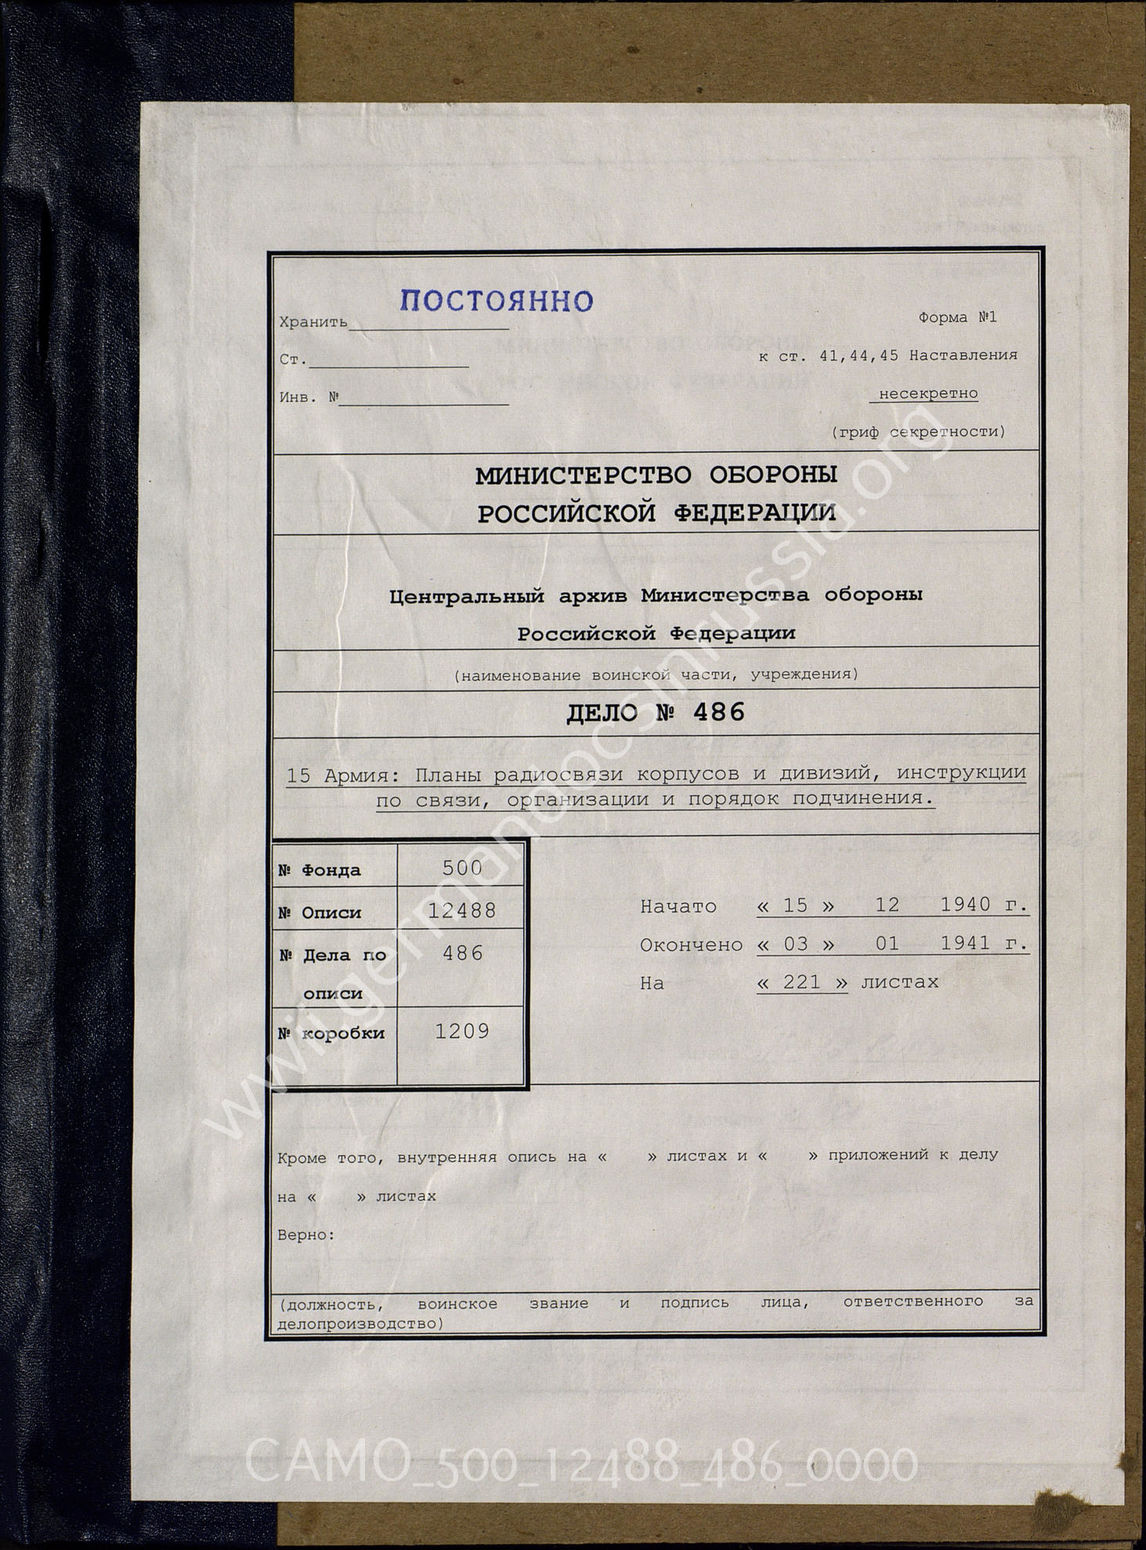 ПОСТОЯННО
Хранить
Форма №1
Ст.
к ст. 41,44,45 Наставления
Инв. №
несекретно
(гриф секретности)
МИНИСТЕРСТВО ОБОРОНЫ
РОССИЙСКОЙ ФЕДЕРАЦИИ
Центральный архив Министерства обороны
Российской Федерации
(наименование воинской части, учреждения)
ДЕЛО № 486
15 Армия: Планы радиосвязи корпусов и дивизий, инструкции
по связи, организации и порядок подчинения.
№ Фонда 500
№ Описи 12488
№ Дела по 486
описи
№ коробки 1209
Начато « 15 » 12 1940 г.
Окончено « 03 » 01 1941 г.
На « 221 » листах
Кроме того, внутренняя опись на « » листах и « » приложений к делу
на « » листах
Верно:
(должность, воинское звание и подпись лица, ответственного за
делопроизводство)
www.germandocsinrussia.org
CAMO_500_12488_486_0000